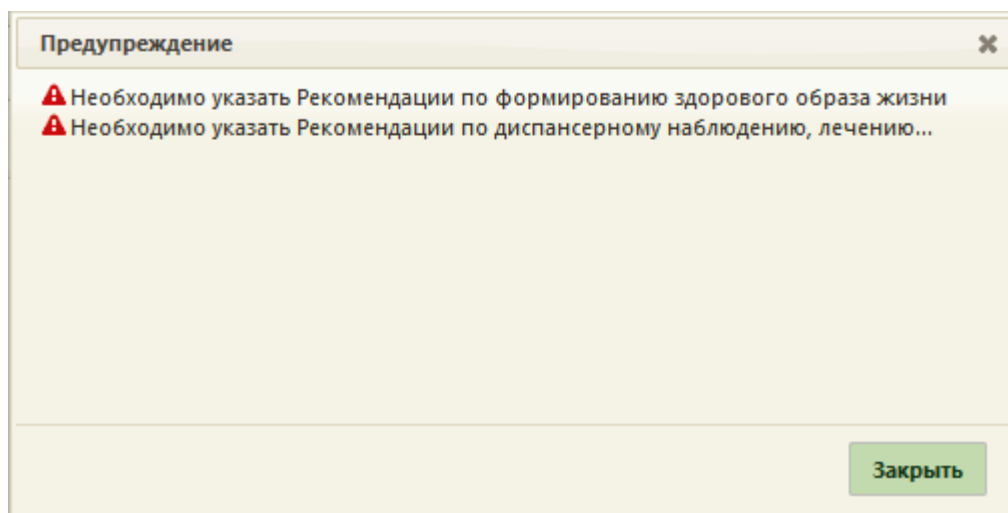 Предупреждение
Необходимо указать Рекомендации по формированию здорового образа жизни
Необходимо указать Рекомендации по диспансерному наблюдению, лечению...
Закрыть